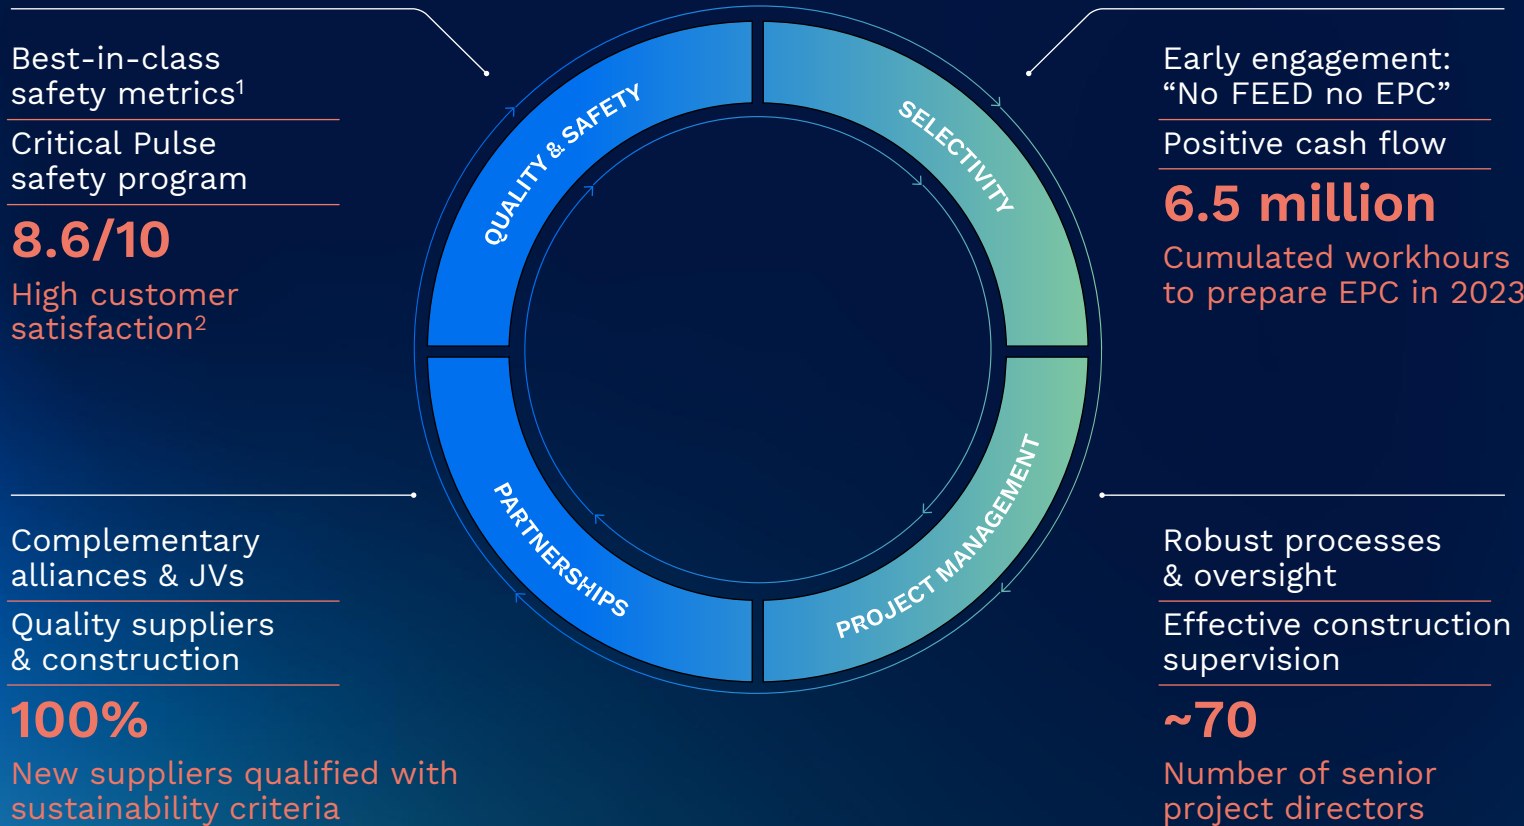 Best-in-class
safety metrics¹
Critical Pulse
safety program
8.6/10
High customer
satisfaction²
QUALITY & SAFETY
SELECTIVITY
Early engagement:
“No FEED no EPC”
Positive cash flow
6.5 million
Cumulated workhours
to prepare EPC in 2023
Complementary
alliances & JVs
Quality suppliers
& construction
100%
New suppliers qualified with
sustainability criteria
PARTNERSHIPS
PROJECT MANAGEMENT
Robust processes
& oversight
Effective construction
supervision
~70
Number of senior
project directors